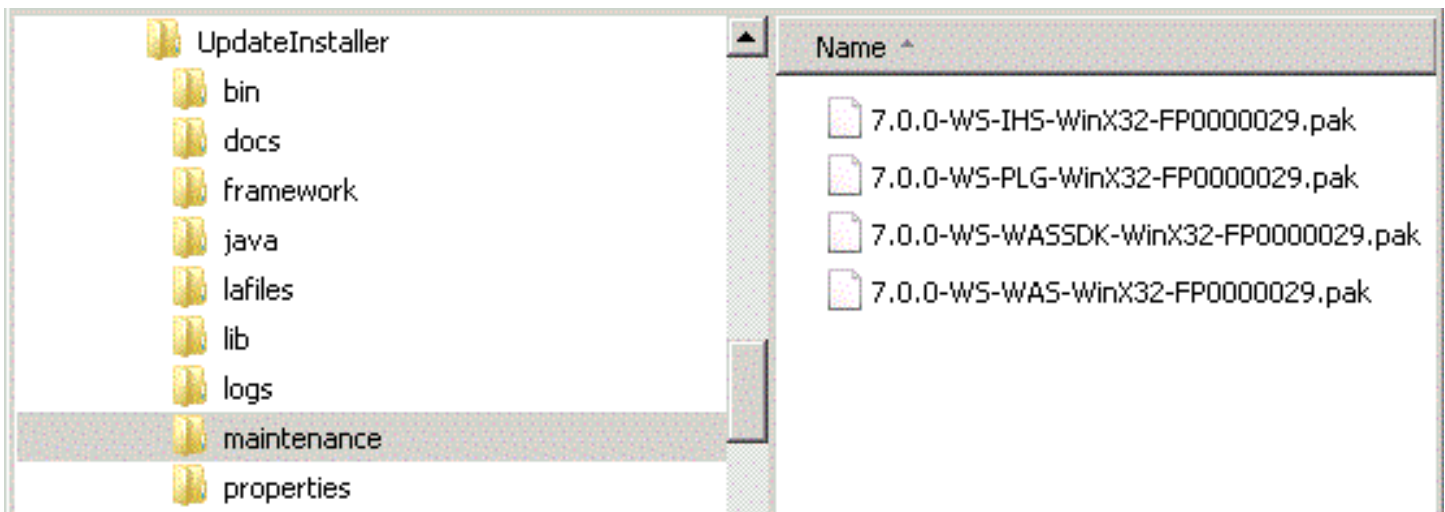 UpdateInstaller
bin
docs
framework
java
lafiles
lib
logs
maintenance
properties
Name
7.0.0-WS-IHS-WinX32-FP0000029.pak
7.0.0-WS-PLG-WinX32-FP0000029.pak
7.0.0-WS-WASSDK-WinX32-FP0000029.pak
7.0.0-WS-WAS-WinX32-FP0000029.pak